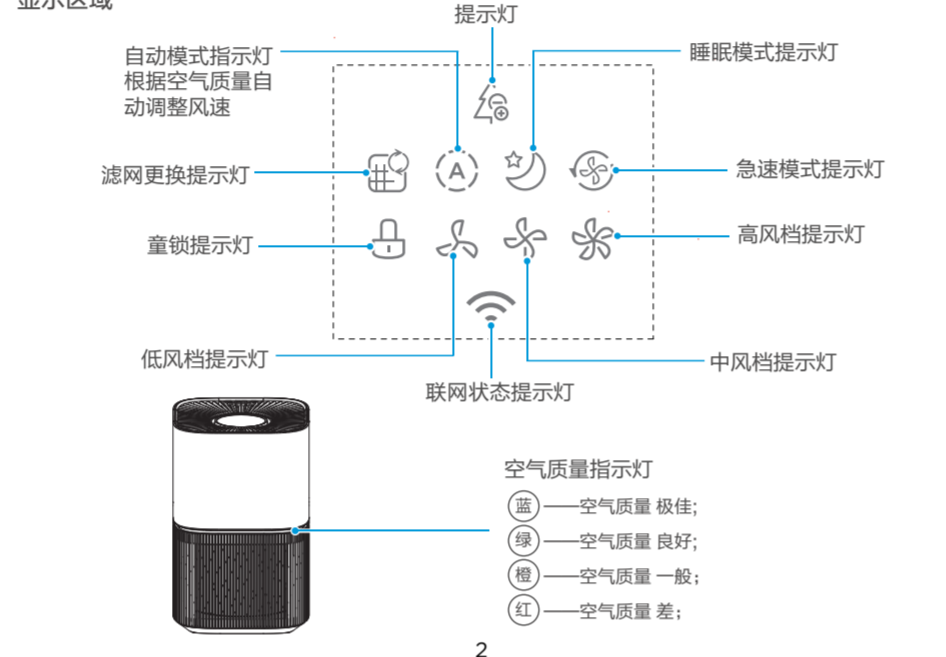 显示区域
提示灯
自动模式指示灯
根据空气质量自
动调整风速
睡眠模式提示灯
滤网更换提示灯
A
急速模式提示灯
童锁提示灯
高风档提示灯
低风档提示灯
中风档提示灯
联网状态提示灯
空气质量指示灯
蓝——空气质量 极佳;
绿——空气质量 良好;
橙——空气质量 一般;
红——空气质量 差;
2